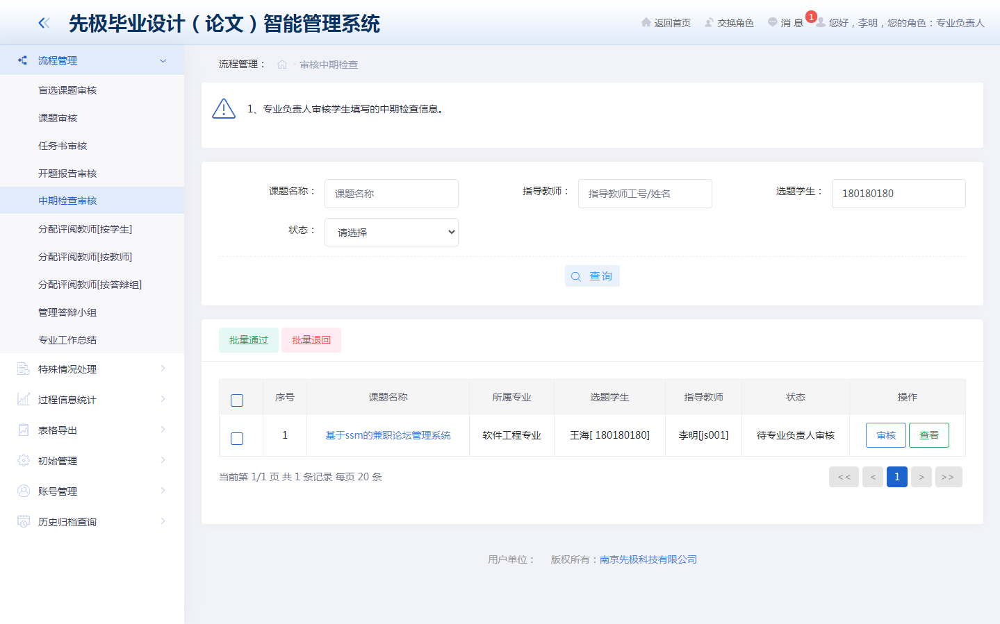 先极毕业设计（论文）智能管理系统
返回首页 交换角色 消 息 1 您好，李明，您的角色：专业负责人
流程管理
盲选课题审核
课题审核
任务书审核
开题报告审核
中期检查审核
分配评阅教师[按学生]
分配评阅教师[按教师]
分配评阅教师[按答辩组]
管理答辩小组
专业工作总结
特殊情况处理
过程信息统计
表格导出
初始管理
账号管理
历史归档查询
流程管理： 审核中期检查
1、专业负责人审核学生填写的中期检查信息。
课题名称： 课题名称 指导教师： 指导教师工号/姓名 选题学生： 180180180
状态： 请选择
查询
批量通过 批量退回
序号 课题名称 所属专业 选题学生 指导教师 状态 操作
1 基于ssm的兼职论坛管理系统 软件工程专业 王海[ 180180180] 李明[js001] 待专业负责人审核 审核 查看
当前第 1/1 页 共 1 条记录 每页 20 条 << < 1 > >>
用户单位： 版权所有：南京先极科技有限公司